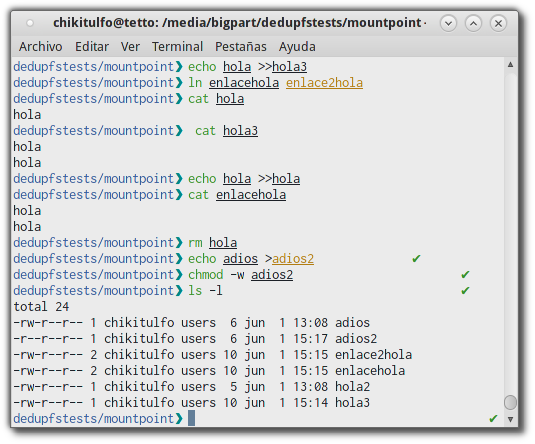 chikitulfo@tetto: /media/bigpart/dedupfstests/mountpoint -
Archivo Editar Ver Terminal Pestañas Ayuda
dedupfstests/mountpoint❯ echo hola >>hola3
dedupfstests/mountpoint❯ ln enlacehola enlace2hola
dedupfstests/mountpoint❯ cat hola
hola
dedupfstests/mountpoint❯  cat hola3
hola
hola
dedupfstests/mountpoint❯ echo hola >>hola
dedupfstests/mountpoint❯ cat enlacehola
hola
hola
dedupfstests/mountpoint❯ rm hola
dedupfstests/mountpoint❯ echo adios >adios2 ✔
dedupfstests/mountpoint❯ chmod -w adios2 ✔
dedupfstests/mountpoint❯ ls -l ✔
total 24
-rw-r--r-- 1 chikitulfo users  6 jun  1 13:08 adios
-r--r--r-- 1 chikitulfo users  6 jun  1 15:17 adios2
-rw-r--r-- 2 chikitulfo users 10 jun  1 15:15 enlace2hola
-rw-r--r-- 2 chikitulfo users 10 jun  1 15:15 enlacehola
-rw-r--r-- 1 chikitulfo users  5 jun  1 13:08 hola2
-rw-r--r-- 1 chikitulfo users 10 jun  1 15:14 hola3
dedupfstests/mountpoint❯ ✔